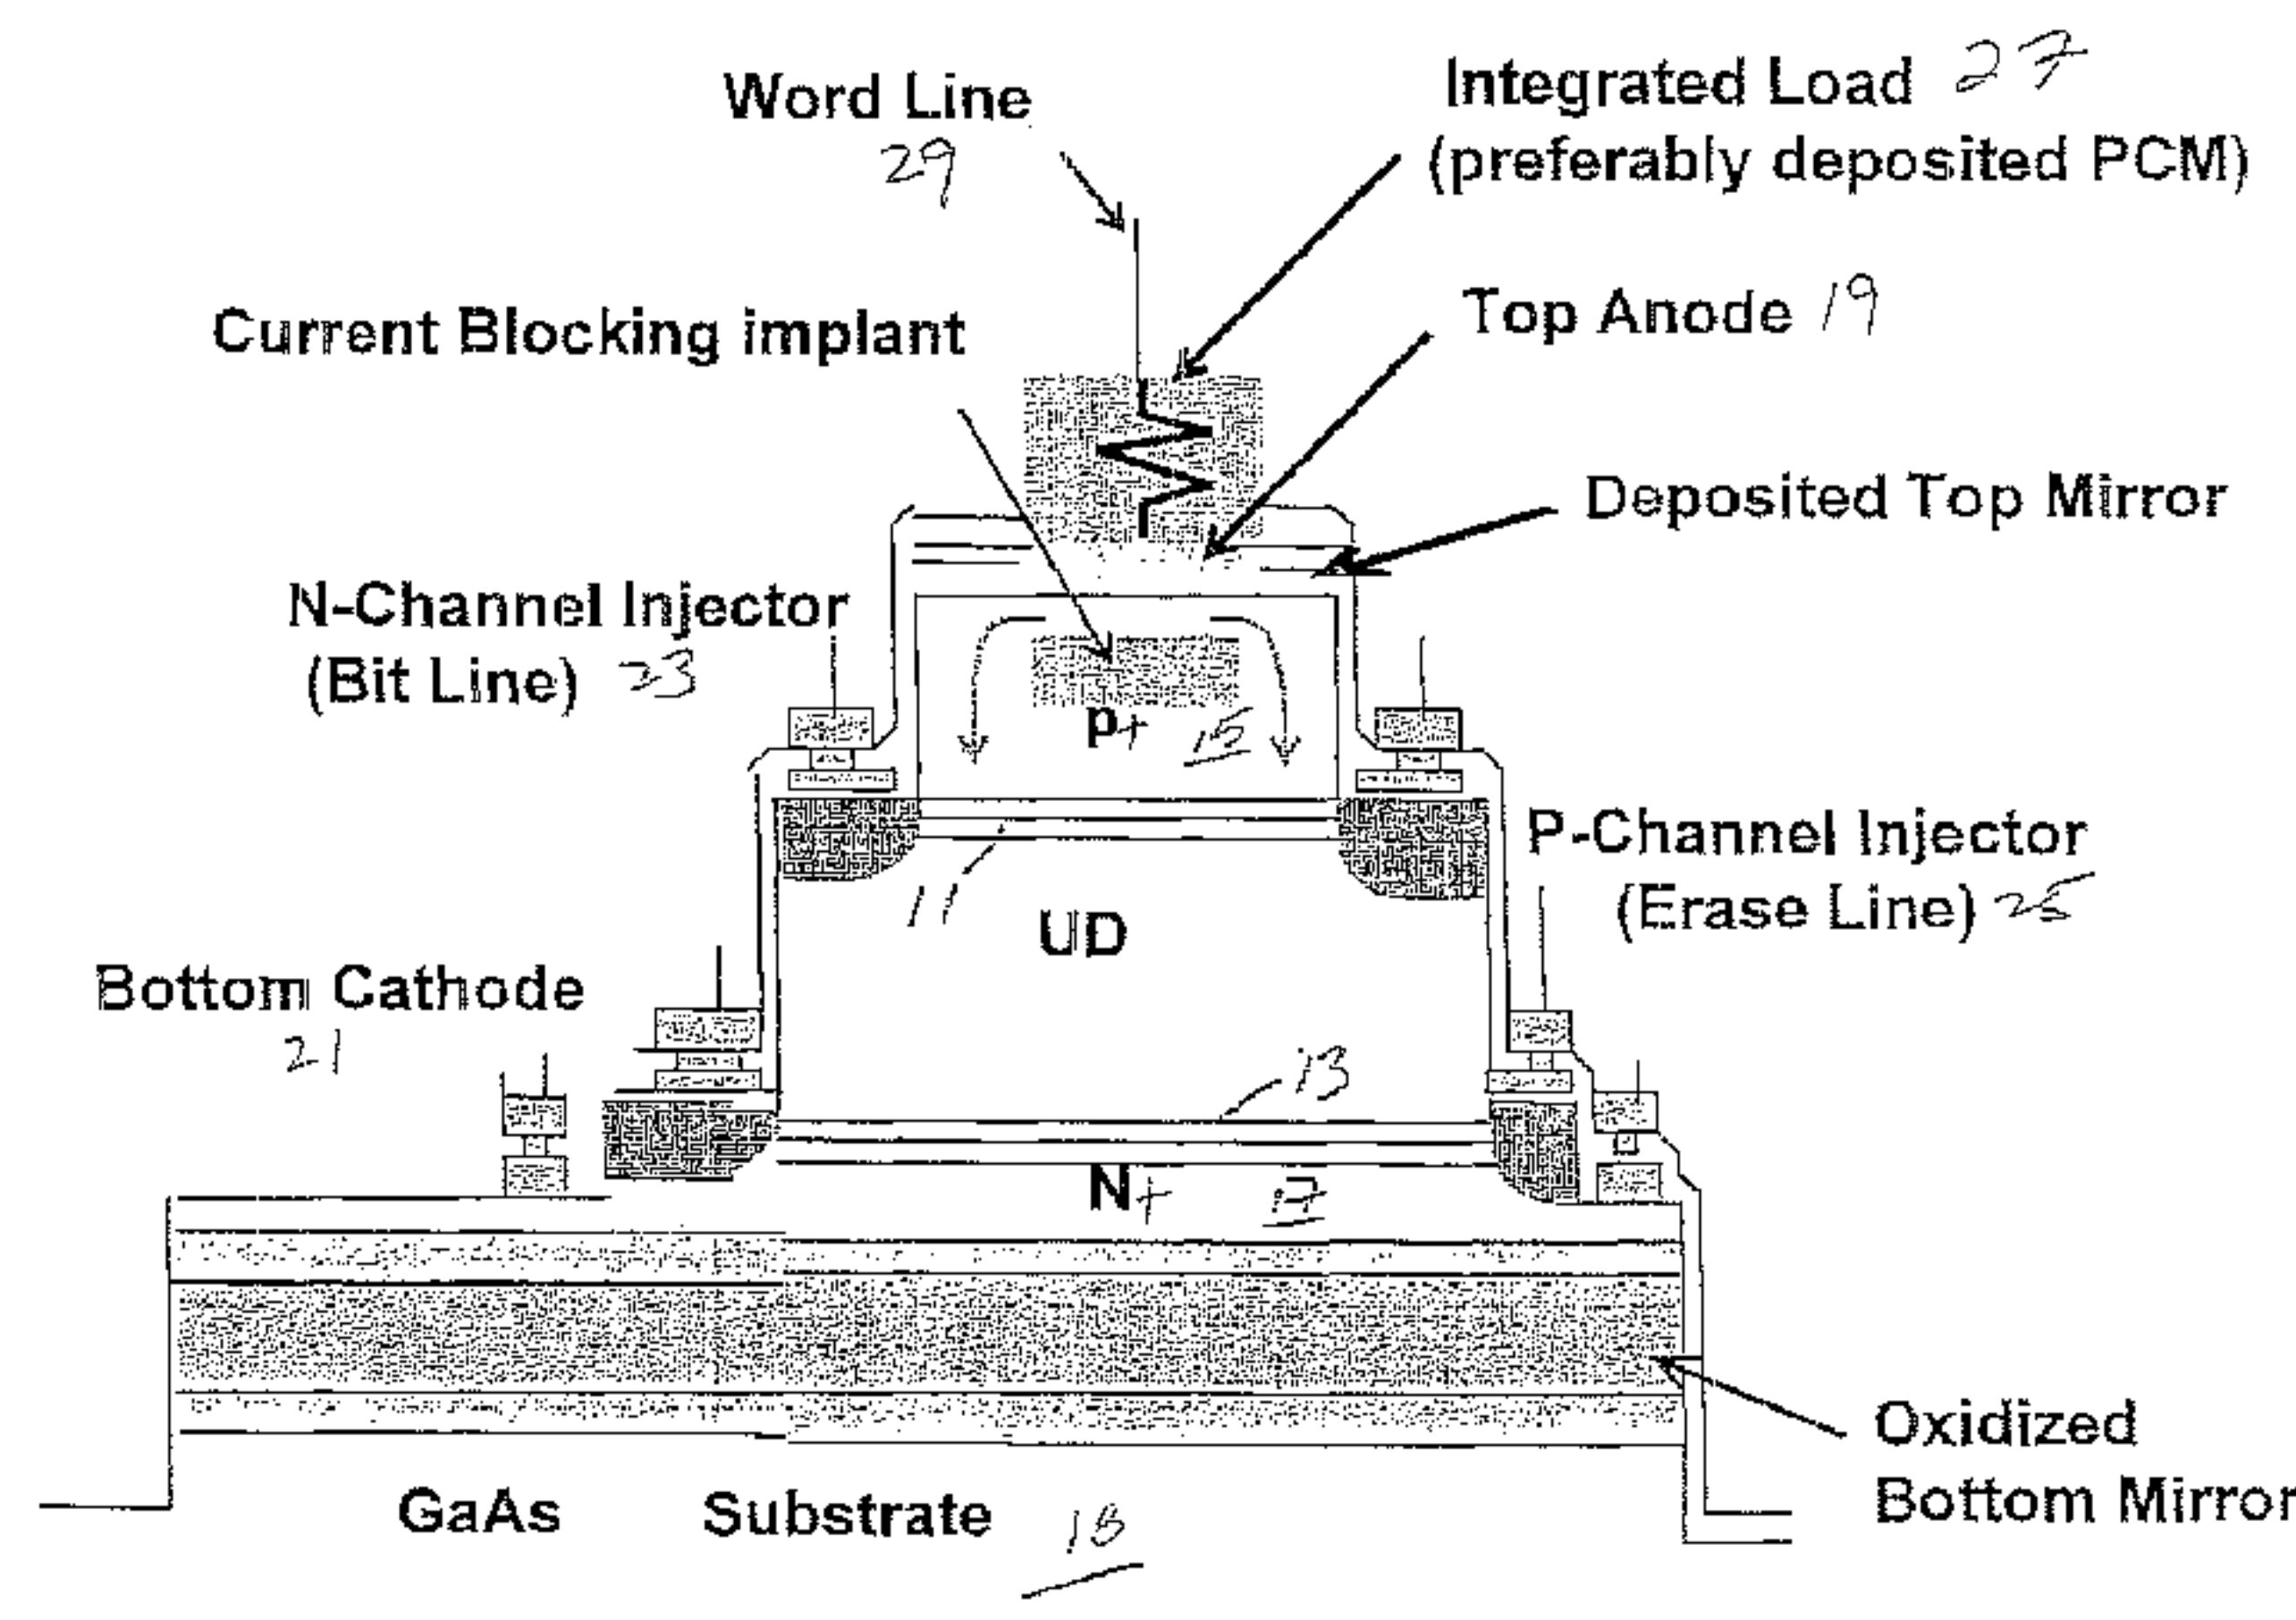 Word Line
29
Integrated Load 27
(preferably deposited PCM)
Current Blocking implant
Top Anode 19
Deposited Top Mirror
N-Channel Injector
(Bit Line) 23
p+ 15
P-Channel Injector
(Erase Line) 25
11
UD
Bottom Cathode
21
13
N+ 17
Oxidized
Bottom Mirror
GaAs Substrate 18